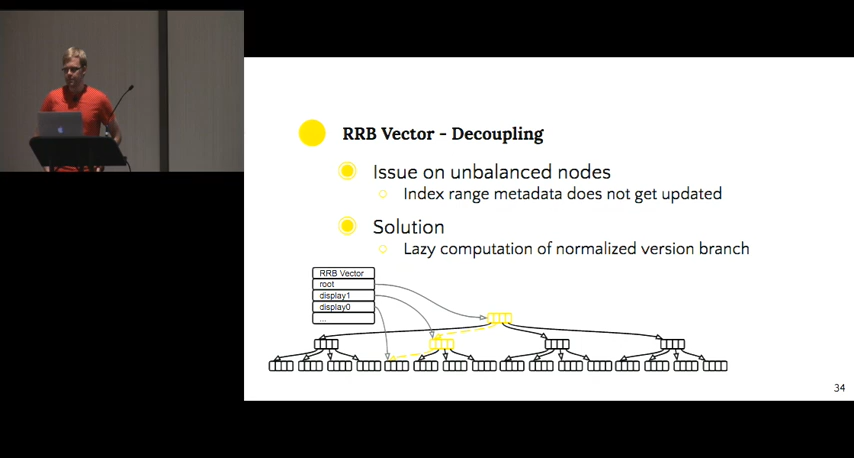 RRB Vector - Decoupling
Issue on unbalanced nodes
Index range metadata does not get updated
Solution
Lazy computation of normalized version branch
RRB Vector
root
display1
display0
...
34